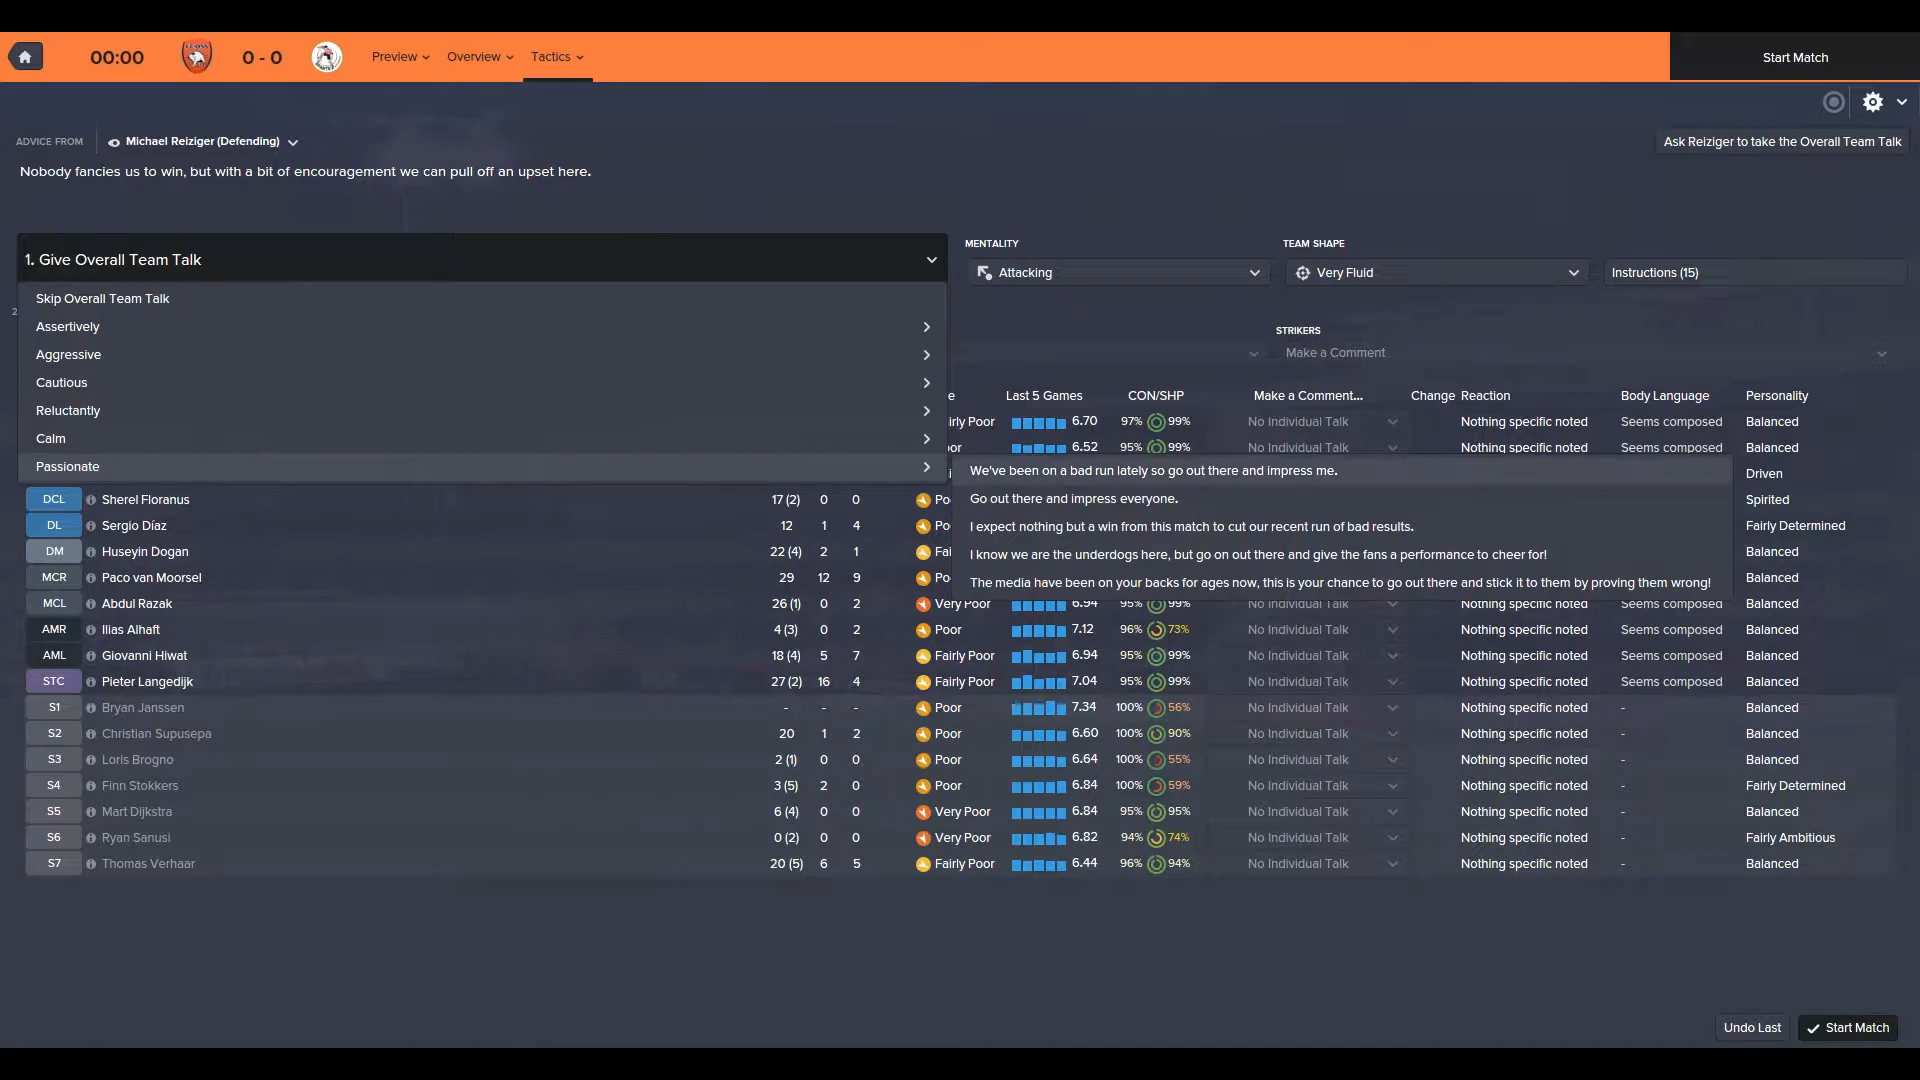 00:00 0 - 0 Preview Overview Tactics Start Match
ADVICE FROM Michael Reiziger (Defending) Ask Reiziger to take the Overall Team Talk
Nobody fancies us to win, but with a bit of encouragement we can pull off an upset here.
MENTALITY TEAM SHAPE
1. Give Overall Team Talk Attacking Very Fluid Instructions (15)
Skip Overall Team Talk
Assertively
STRIKERS
Aggressive Make a Comment
Cautious
Last 5 Games CON/SHP Make a Comment... Change Reaction Body Language Personality
Reluctantly
6.70 97% 99% No Individual Talk Nothing specific noted Seems composed Balanced
Calm
6.52 95% 99% No Individual Talk Nothing specific noted Seems composed Balanced
Passionate We've been on a bad run lately so go out there and impress me.
Driven
Go out there and impress everyone.
DCL Sherel Floranus 17 (2) 0 0 Spirited
DL Sergio Díaz 12 1 4 I expect nothing but a win from this match to cut our recent run of bad results. Fairly Determined
DM Huseyin Dogan 22 (4) 2 1 I know we are the underdogs here, but go on out there and give the fans a performance to cheer for! Balanced
MCR Paco van Moorsel 29 12 9 The media have been on your backs for ages now, this is your chance to go out there and stick it to them by proving them wrong! Balanced
MCL Abdul Razak 26 (1) 0 2 Very Poor 6.94 95% 99% No Individual Talk Nothing specific noted Seems composed Balanced
AMR Ilias Alhaft 4 (3) 0 2 Poor 7.12 96% 73% No Individual Talk Nothing specific noted Seems composed Balanced
AML Giovanni Hiwat 18 (4) 5 7 Fairly Poor 6.94 95% 99% No Individual Talk Nothing specific noted Seems composed Balanced
STC Pieter Langedijk 27 (2) 16 4 Fairly Poor 7.04 95% 99% No Individual Talk Nothing specific noted Seems composed Balanced
S1 Bryan Janssen - - - Poor 7.34 100% 56% No Individual Talk Nothing specific noted - Balanced
S2 Christian Supusepa 20 1 2 Poor 6.60 100% 90% No Individual Talk Nothing specific noted - Balanced
S3 Loris Brogno 2 (1) 0 0 Poor 6.64 100% 55% No Individual Talk Nothing specific noted - Balanced
S4 Finn Stokkers 3 (5) 2 0 Poor 6.84 100% 59% No Individual Talk Nothing specific noted - Fairly Determined
S5 Mart Dijkstra 6 (4) 0 0 Very Poor 6.84 95% 95% No Individual Talk Nothing specific noted - Balanced
S6 Ryan Sanusi 0 (2) 0 0 Very Poor 6.82 94% 74% No Individual Talk Nothing specific noted - Fairly Ambitious
S7 Thomas Verhaar 20 (5) 6 5 Fairly Poor 6.44 96% 94% No Individual Talk Nothing specific noted - Balanced
Undo Last Start Match